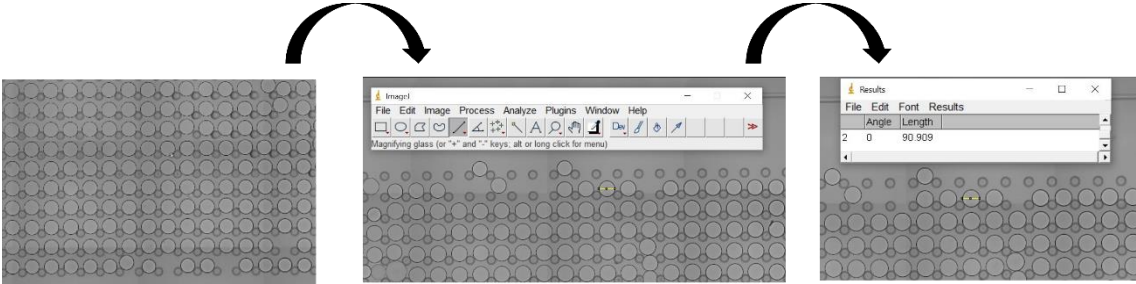 ImageJ
File Edit Image Process Analyze Plugins Window Help
A Dev
Magnifying glass (or "+" and "-" keys; alt or long click for menu)
Results
File Edit Font Results
Angle Length
2 0 90.909